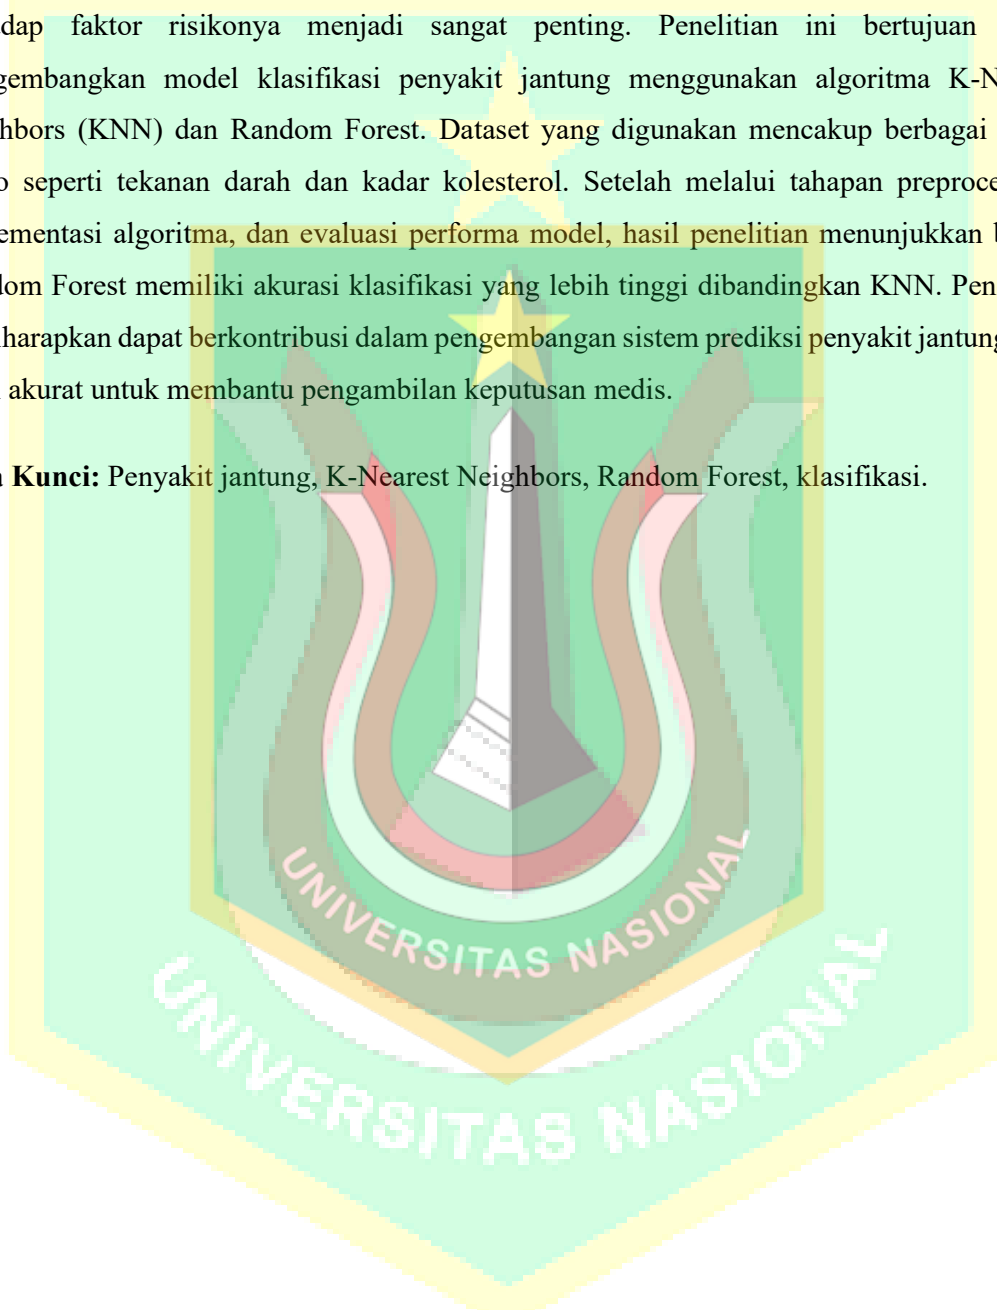 dap faktor risikonya menjadi sangat penting. Penelitian ini bertujuan
gembangkan model klasifikasi penyakit jantung menggunakan algoritma K-N
hbors (KNN) dan Random Forest. Dataset yang digunakan mencakup berbagai
o seperti tekanan darah dan kadar kolesterol. Setelah melalui tahapan preproce
ementasi algoritma, dan evaluasi performa model, hasil penelitian menunjukkan b
dom Forest memiliki akurasi klasifikasi yang lebih tinggi dibandingkan KNN. Pen
harapkan dapat berkontribusi dalam pengembangan sistem prediksi penyakit jantung
akurat untuk membantu pengambilan keputusan medis.
Kunci: Penyakit jantung, K-Nearest Neighbors, Random Forest, klasifikasi.
UNIVERSITAS NASIONAL
UNIVERSITAS NASIONAL